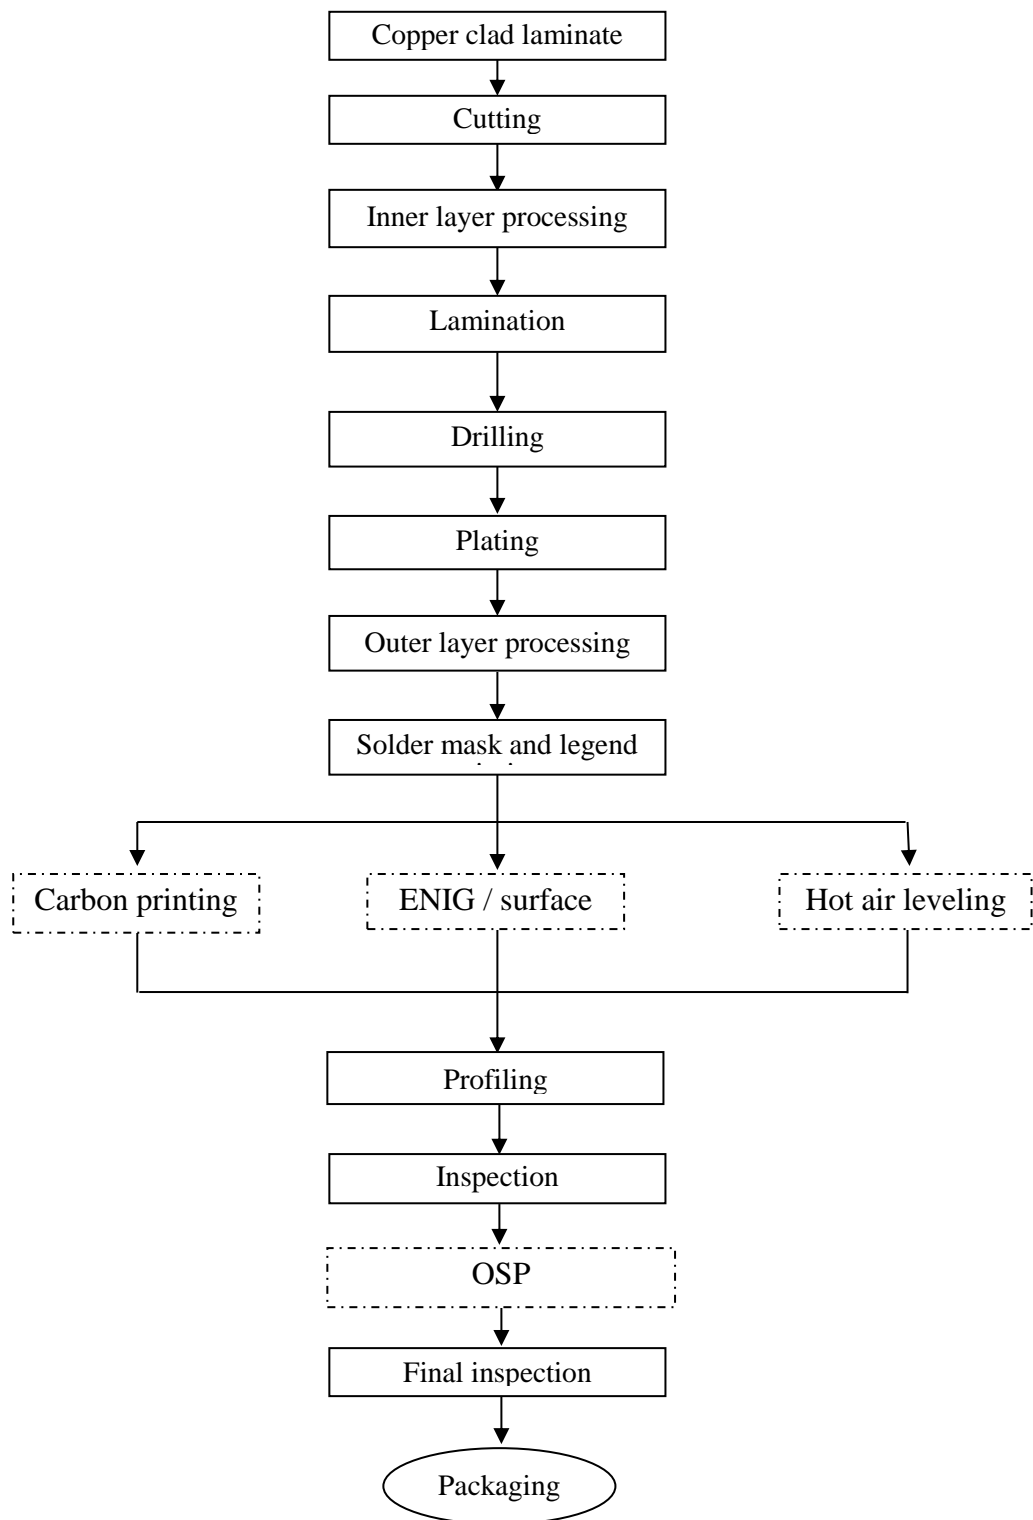 Copper clad laminate
Cutting
Inner layer processing
Lamination
Drilling
Plating
Outer layer processing
Solder mask and legend
Carbon printing
ENIG / surface
Hot air leveling
Profiling
Inspection
OSP
Final inspection
Packaging